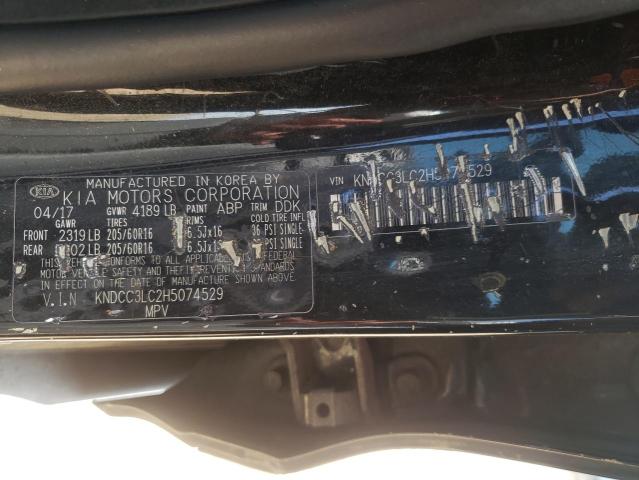 MANUFACTURED IN KOREA BY
KIA KIA MOTORS CORPORATION
04/17 GVWR 4189 LB PAINT ABP TRIM DDK
GAWR TIRES RIMS COLD TIRE INFL
FRONT 2319 LB 205/60R16 6.5Jx16 36 PSI SINGLE
REAR 205/60R16 PSI SINGLE
THIS VEHICLE CONFORMS TO ALL APPLICABLE FEDERAL
MOTOR VEHICLE SAFETY AND THEFT PREVENTION STANDARDS
IN EFFECT ON THE DATE OF MANUFACTURE SHOWN ABOVE.
V.I.N KNDCC3LC2H5074529
MPV
VIN KNDCC3LC2H5074529